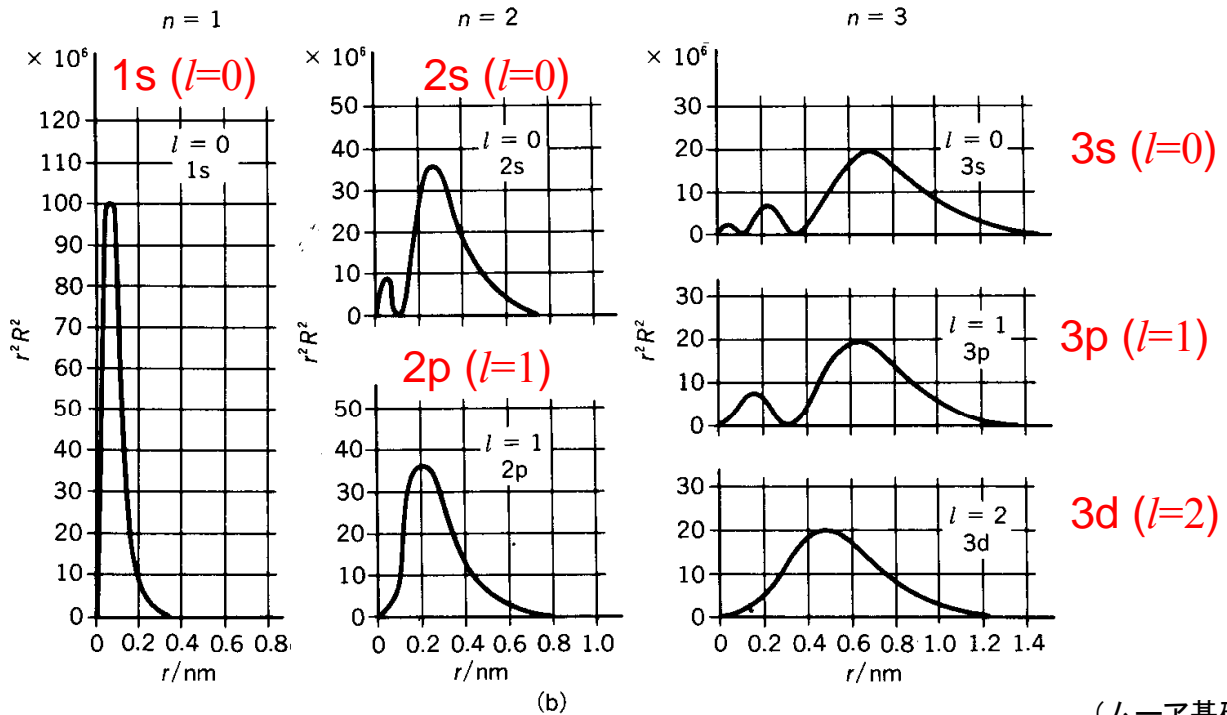 n = 1
× 10⁶
1s (l=0)
l = 0
1s
120
110
100
90
80
70
60
50
40
30
20
10
0
r²R²
0 0.2 0.4 0.6 0.8
r/nm
n = 2
× 10⁶
2s (l=0)
50
40
30
20
10
0
l = 0
2s
r²R²
2p (l=1)
50
40
30
20
10
0
l = 1
2p
0 0.2 0.4 0.6 0.8 1.0
r/nm
(b)
n = 3
× 10⁶
30
20
10
0
l = 0
3s
3s (l=0)
r²R²
30
20
10
0
l = 1
3p
3p (l=1)
30
20
10
0
l = 2
3d
3d (l=2)
0 0.2 0.4 0.6 0.8 1.0 1.2 1.4
r/nm
(ムーア基